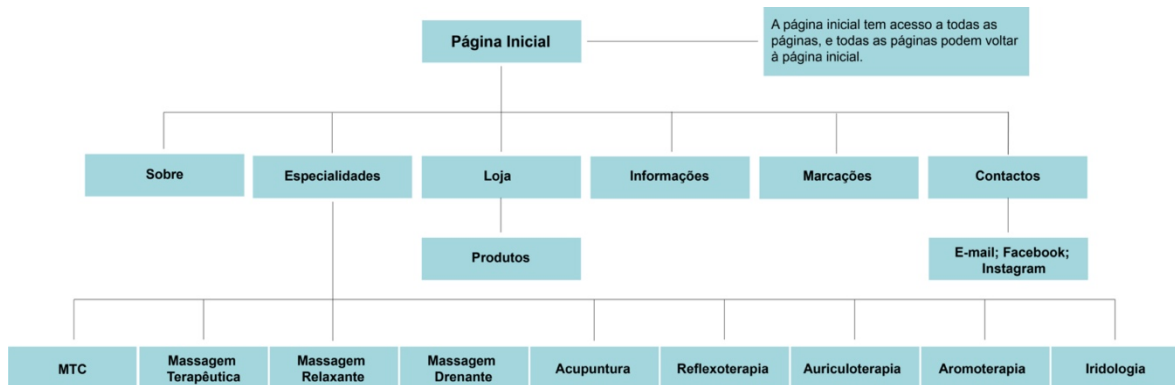 Página Inicial
A página inicial tem acesso a todas as
páginas, e todas as páginas podem voltar
à página inicial.
Sobre
Especialidades
Loja
Informações
Marcações
Contactos
Produtos
E-mail; Facebook;
Instagram
MTC
Massagem
Terapêutica
Massagem
Relaxante
Massagem
Drenante
Acupuntura
Reflexoterapia
Auriculoterapia
Aromoterapia
Iridologia